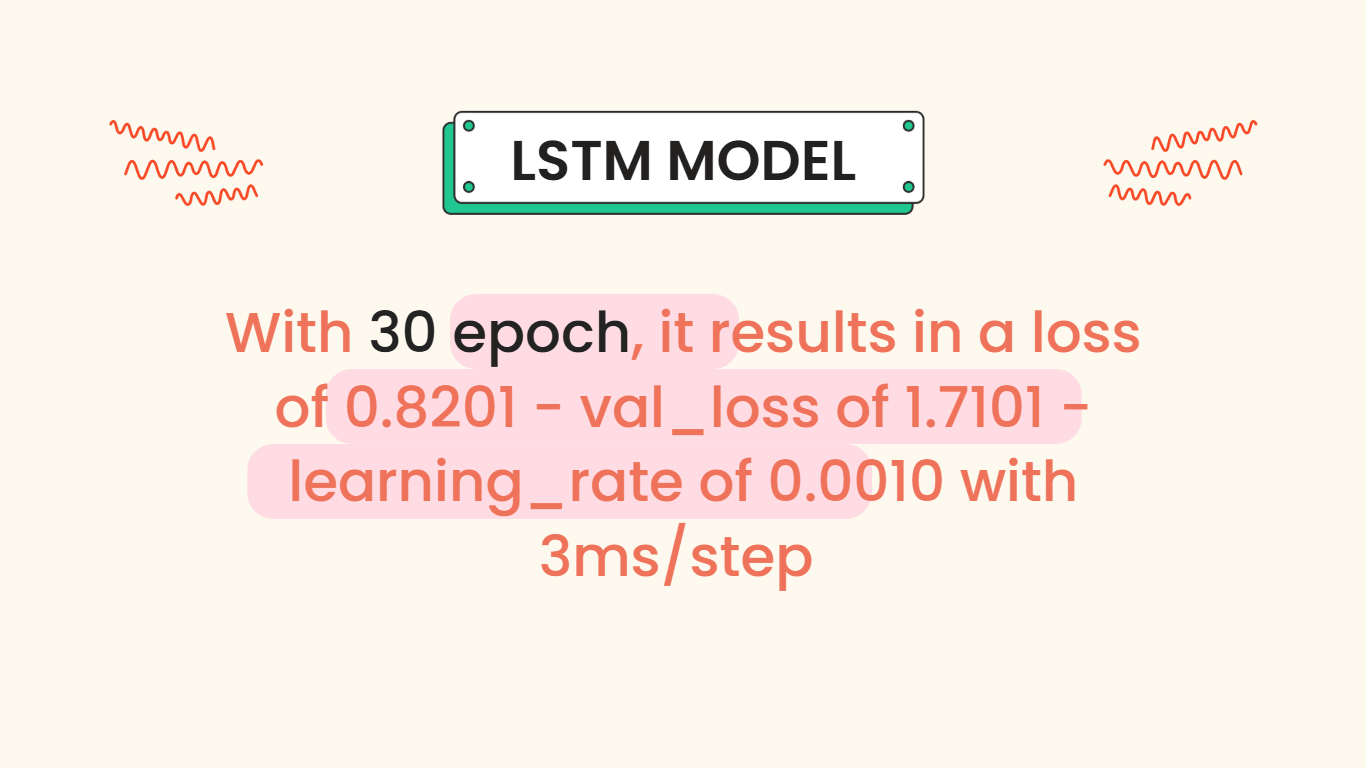 LSTM MODEL
With 30 epoch, it results in a loss
of 0.8201 - val_loss of 1.7101 -
learning_rate of 0.0010 with
3ms/step